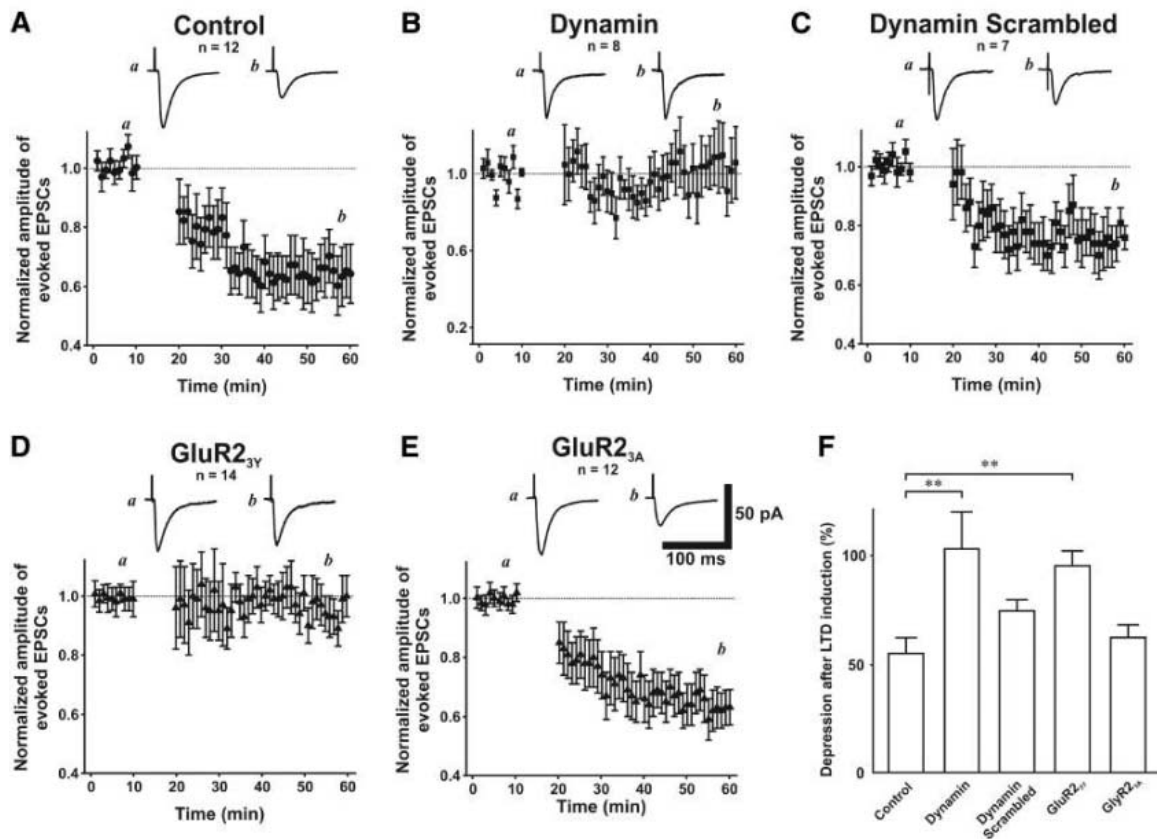 A
Control
n = 12
a
b
a
b
Normalized amplitude of
evoked EPSCs
1.0
0.8
0.6
0.4
0
10
20
30
40
50
60
Time (min)
B
Dynamin
n = 8
a
b
a
b
Normalized amplitude of
evoked EPSCs
1.0
0.6
0.2
0
10
20
30
40
50
60
Time (min)
C
Dynamin Scrambled
n = 7
a
b
a
b
Normalized amplitude of
evoked EPSCs
1.0
0.8
0.6
0.4
0
10
20
30
40
50
60
Time (min)
D
GluR2₃Y
n = 14
a
b
a
b
Normalized amplitude of
evoked EPSCs
1.0
0.8
0.6
0.4
0
10
20
30
40
50
60
Time (min)
E
GluR2₃A
n = 12
a
b
50 pA
100 ms
a
b
Normalized amplitude of
evoked EPSCs
1.0
0.8
0.6
0.4
0
10
20
30
40
50
60
Time (min)
F
**
**
Depression after LTD induction (%)
100
50
0
Control
Dynamin
Dynamin
Scrambled
GluR2₃Y
GlyR2₃A